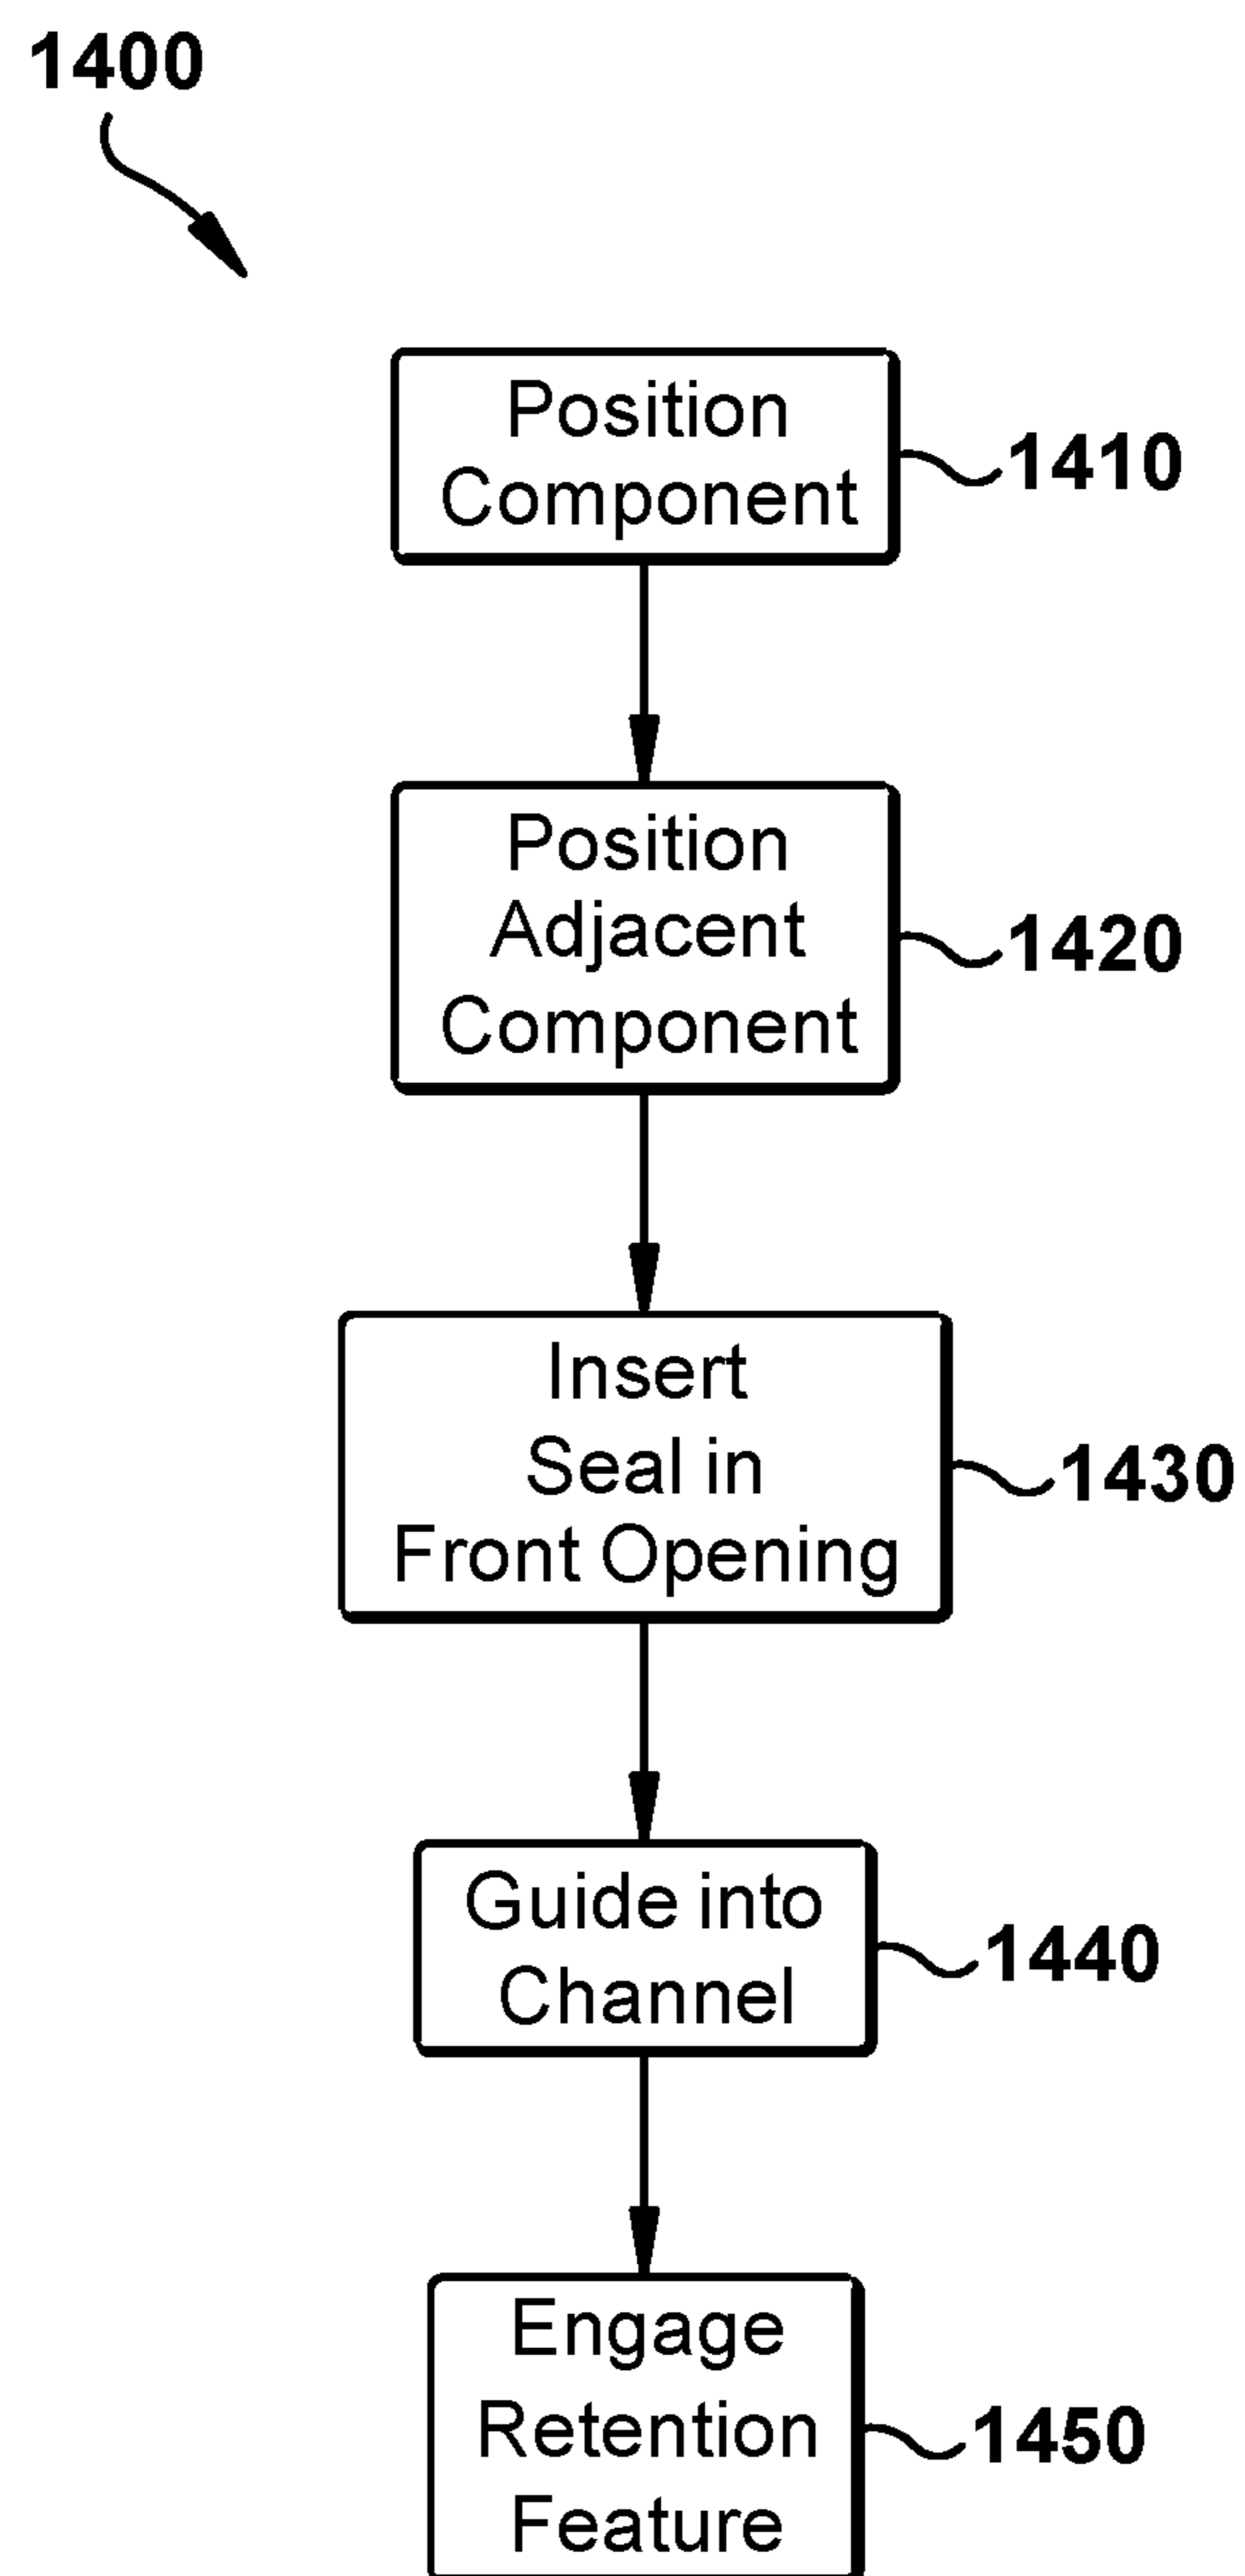 1400
Position
Component
1410
Position
Adjacent
Component
1420
Insert
Seal in
Front Opening
1430
Guide into
Channel
1440
Engage
Retention
Feature
1450